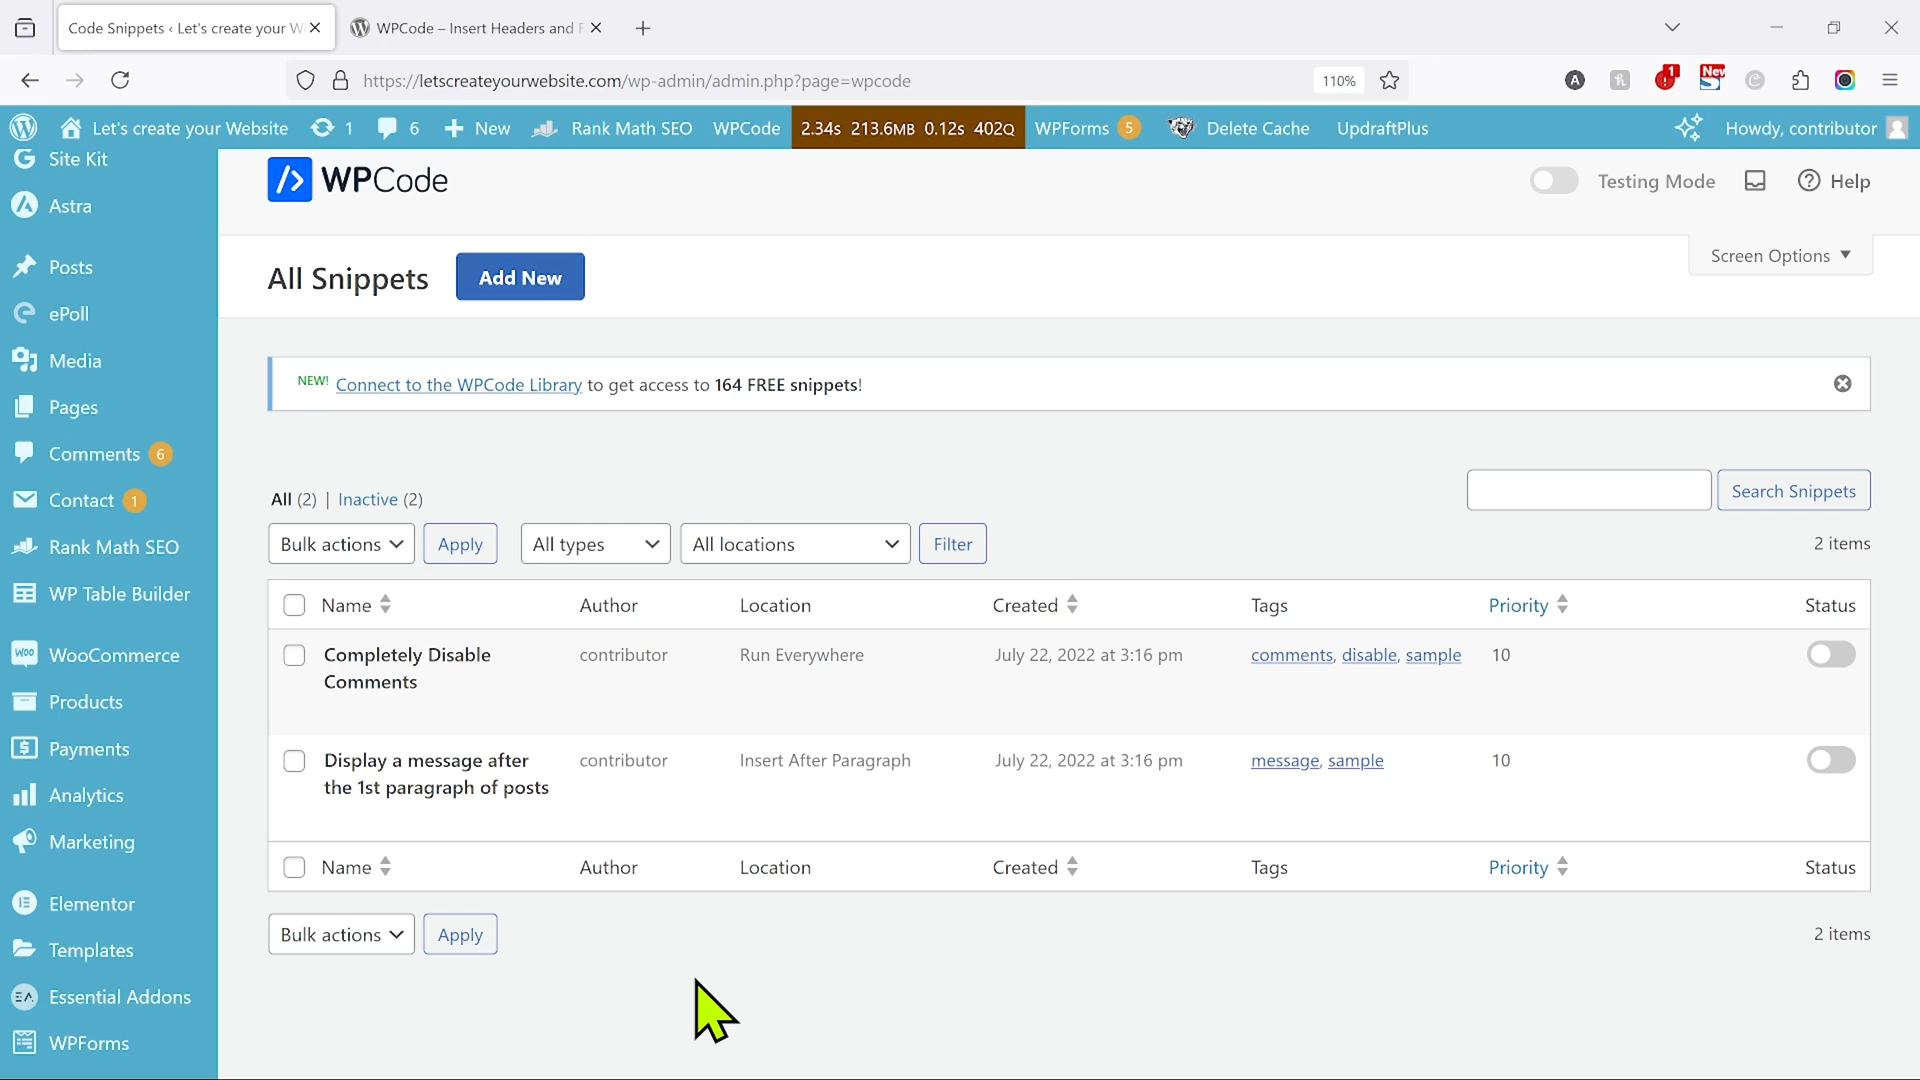 Code Snippets ‹ Let's create your W
WPCode – Insert Headers and F
https://letscreateyourwebsite.com/wp-admin/admin.php?page=wpcode
110%
A
1
New
Let's create your Website
1
6
New
Rank Math SEO
WPCode
2.34s 213.6MB 0.12s 402Q
WPForms 5
Delete Cache
UpdraftPlus
Howdy, contributor
Site Kit
Astra
Posts
ePoll
Media
Pages
Comments 6
Contact 1
Rank Math SEO
WP Table Builder
WooCommerce
Products
Payments
Analytics
Marketing
Elementor
Templates
Essential Addons
WPForms
WPCode
Testing Mode
Help
All Snippets
Add New
Screen Options
NEW! Connect to the WPCode Library to get access to 164 FREE snippets!
All (2) | Inactive (2)
Search Snippets
Bulk actions
Apply
All types
All locations
Filter
2 items
Name Author Location Created Tags Priority Status
Completely Disable
Comments
contributor
Run Everywhere
July 22, 2022 at 3:16 pm
comments, disable, sample
10
Display a message after
the 1st paragraph of posts
contributor
Insert After Paragraph
July 22, 2022 at 3:16 pm
message, sample
10
Name Author Location Created Tags Priority Status
Bulk actions
Apply
2 items